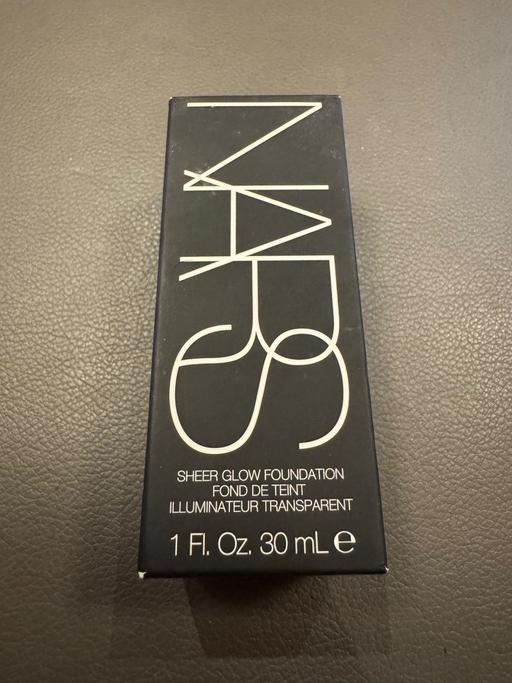 NARS
SHEER GLOW FOUNDATION
FOND DE TEINT
ILLUMINATEUR TRANSPARENT
1 Fl. Oz. 30 mL ℮